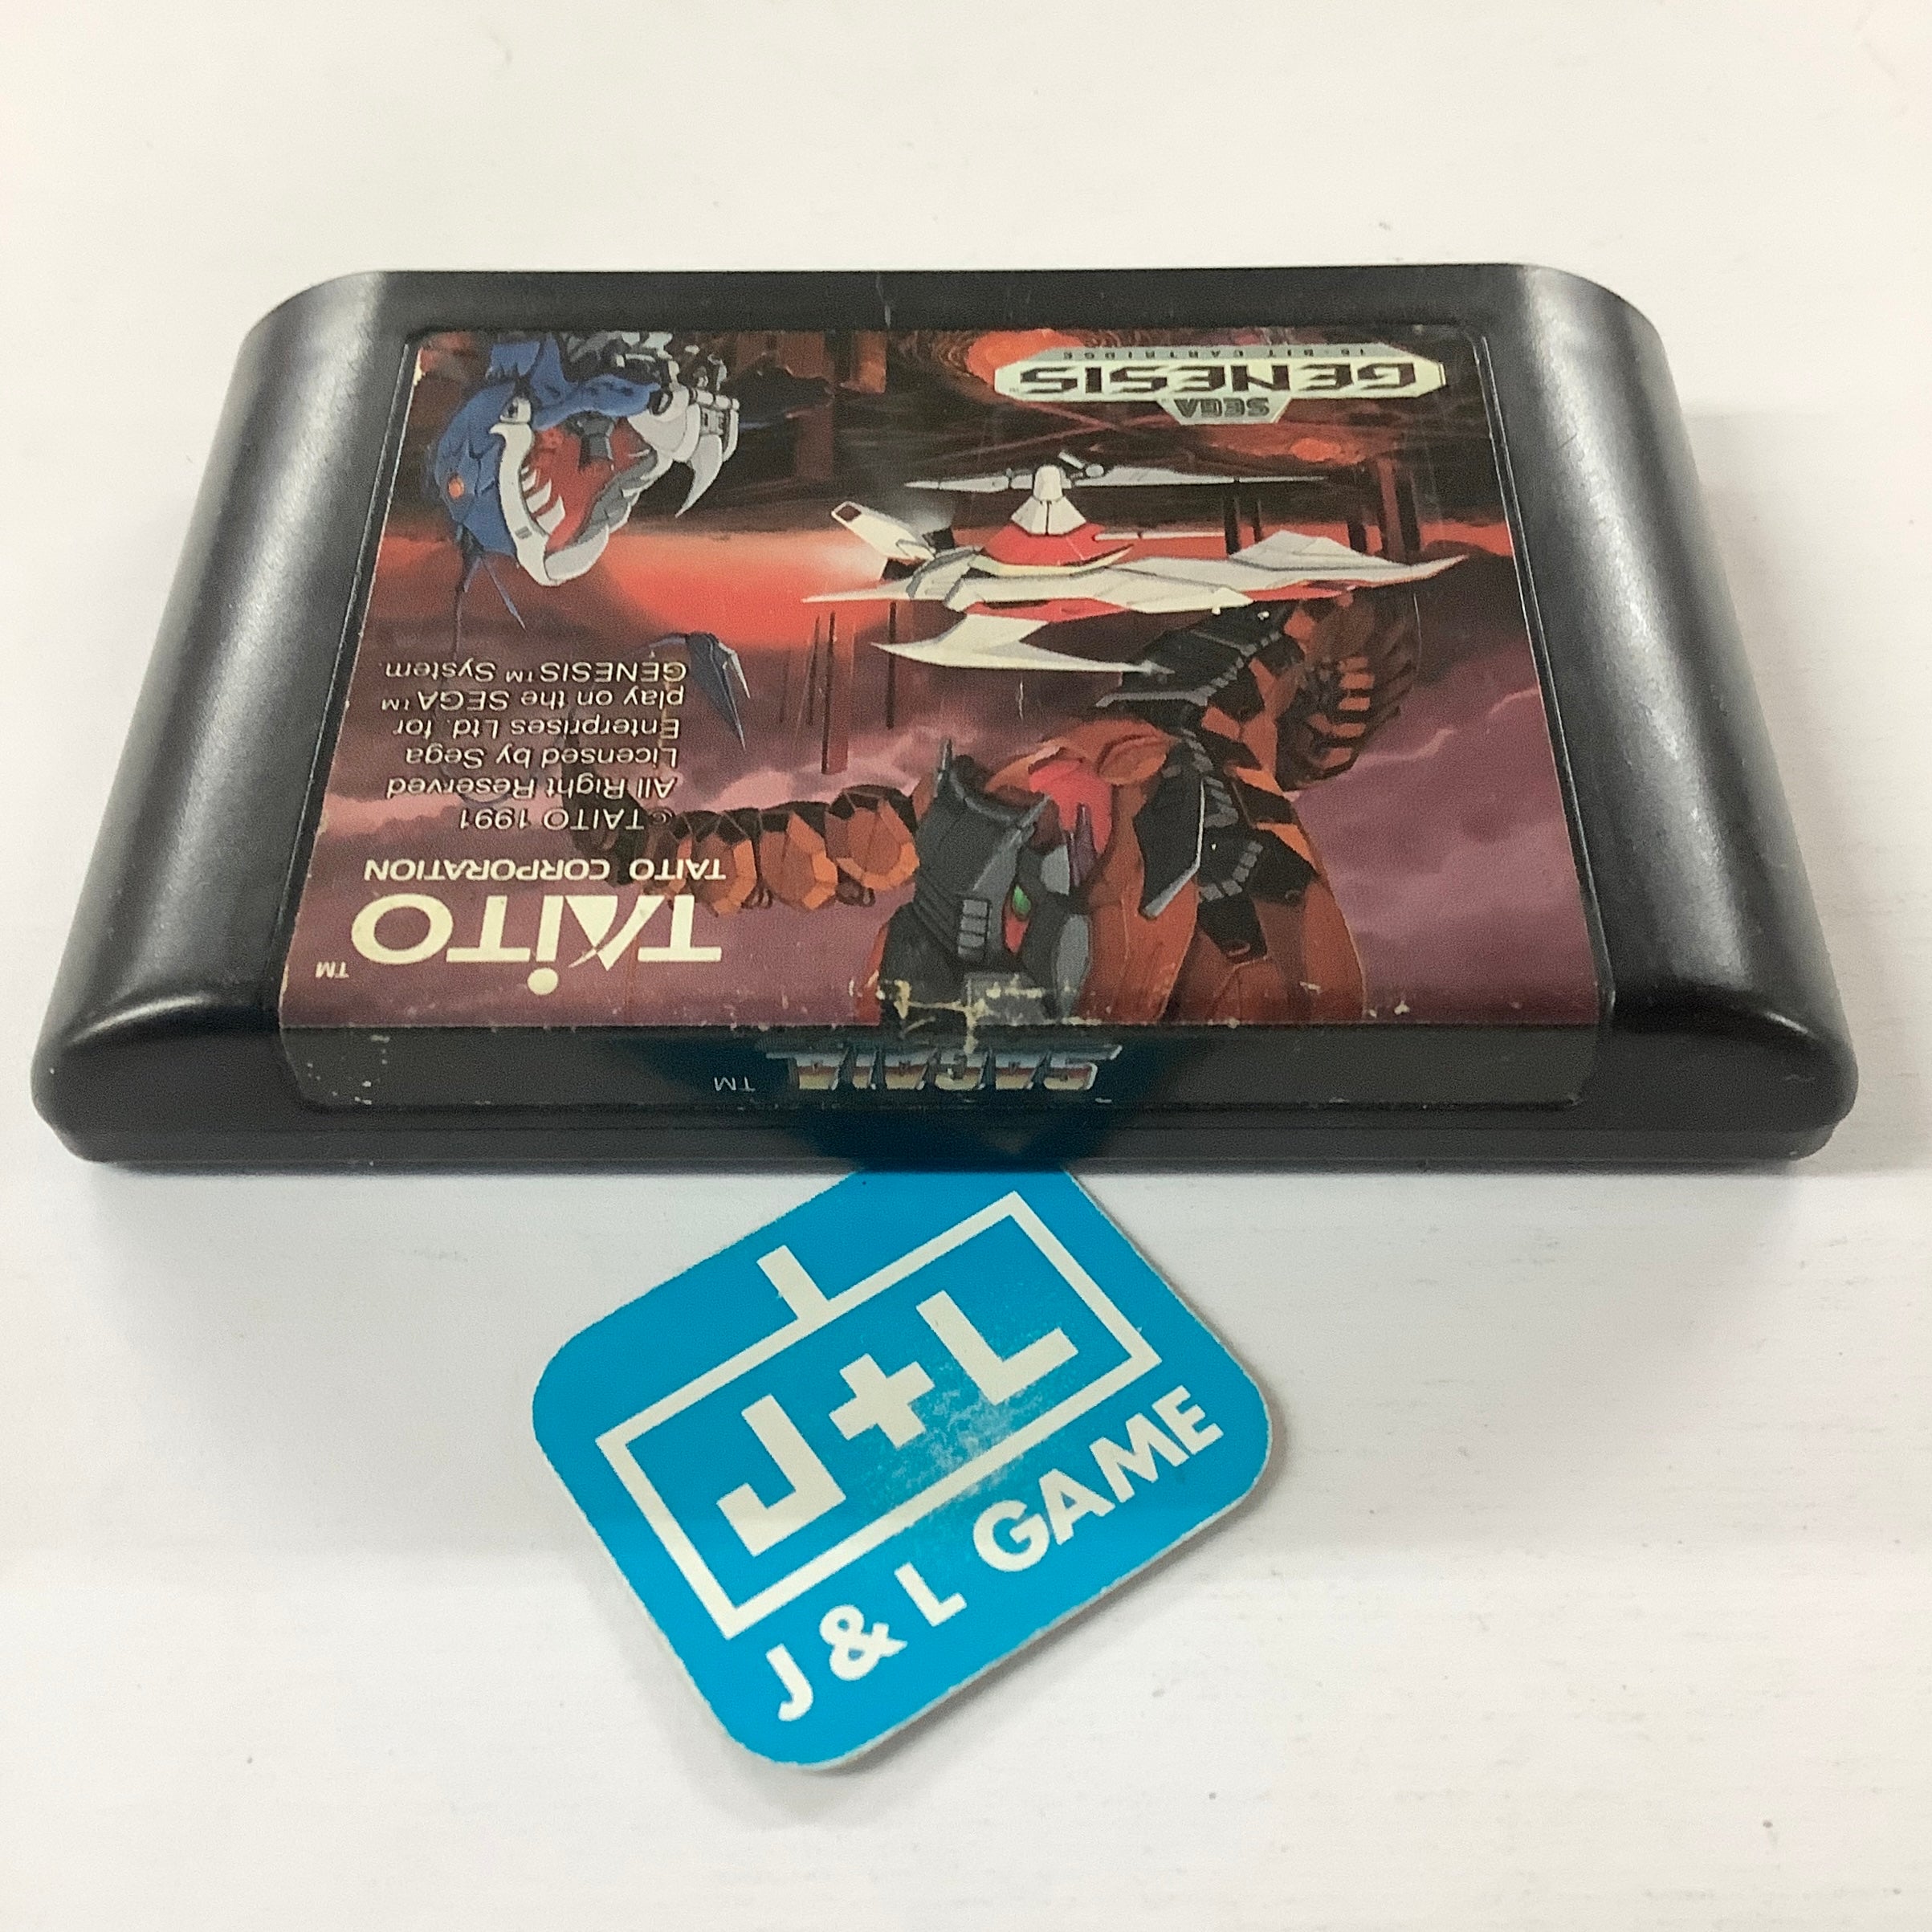 SAGAIA ™
TAITO ™
TAITO CORPORATION
© TAITO 1991
All Right Reserved
Licensed by Sega
Enterprises Ltd. for
play on the SEGA™
GENESIS™ System.
SEGA
GENESIS™
16-BIT CARTRIDGE
J+L
J & L GAME